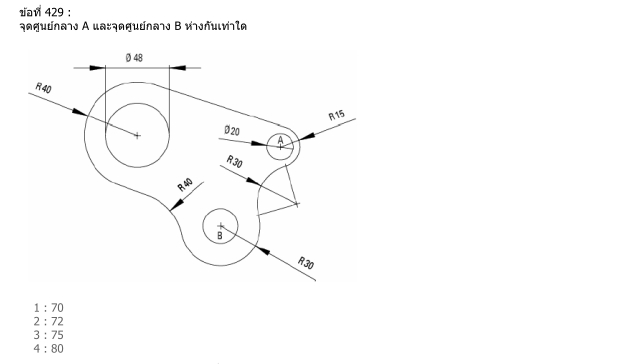 ข้อที่ 429 :
จุดศูนย์กลาง A และจุดศูนย์กลาง B ห่างกันเท่าใด
Ø 48
R40
R15
Ø20
A
R30
R40
B
R30
1 : 70
2 : 72
3 : 75
4 : 80